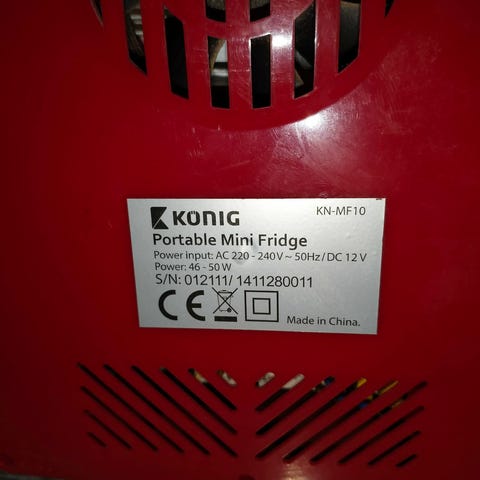 KÖNIG
KN-MF10
Portable Mini Fridge
Power input: AC 220 - 240V ~ 50Hz / DC 12 V
Power: 46 - 50 W
S/N: 012111/ 1411280011
CE
Made in China.